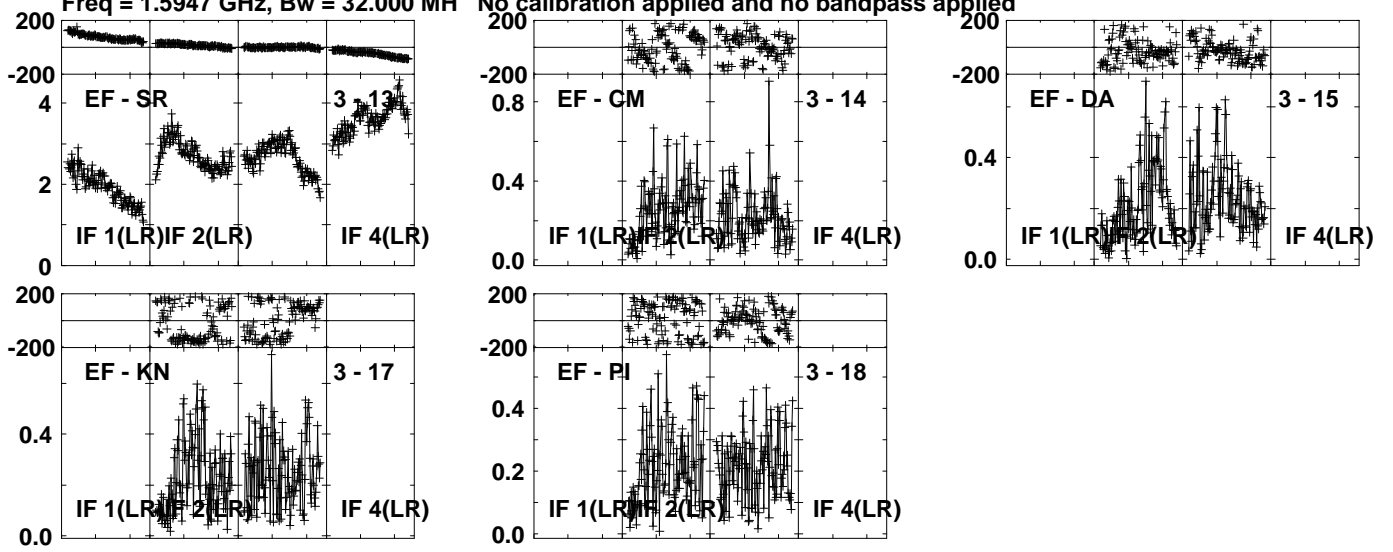 Freq = 1.5947 GHz, Bw = 32.000 MH No calibration applied and no bandpass applied
200
-200
EF - SR
3 - 13
4
2
0
IF 1(LR)
IF 2(LR)
IF 4(LR)
200
-200
EF - CM
3 - 14
0.8
0.4
0.0
IF 1(LR)
IF 2(LR)
IF 4(LR)
200
-200
EF - DA
3 - 15
0.4
0.0
IF 1(LR)
IF 2(LR)
IF 4(LR)
200
-200
EF - KN
3 - 17
0.4
0.0
IF 1(LR)
IF 2(LR)
IF 4(LR)
200
-200
EF - PI
3 - 18
0.4
0.2
0.0
IF 1(LR)
IF 2(LR)
IF 4(LR)